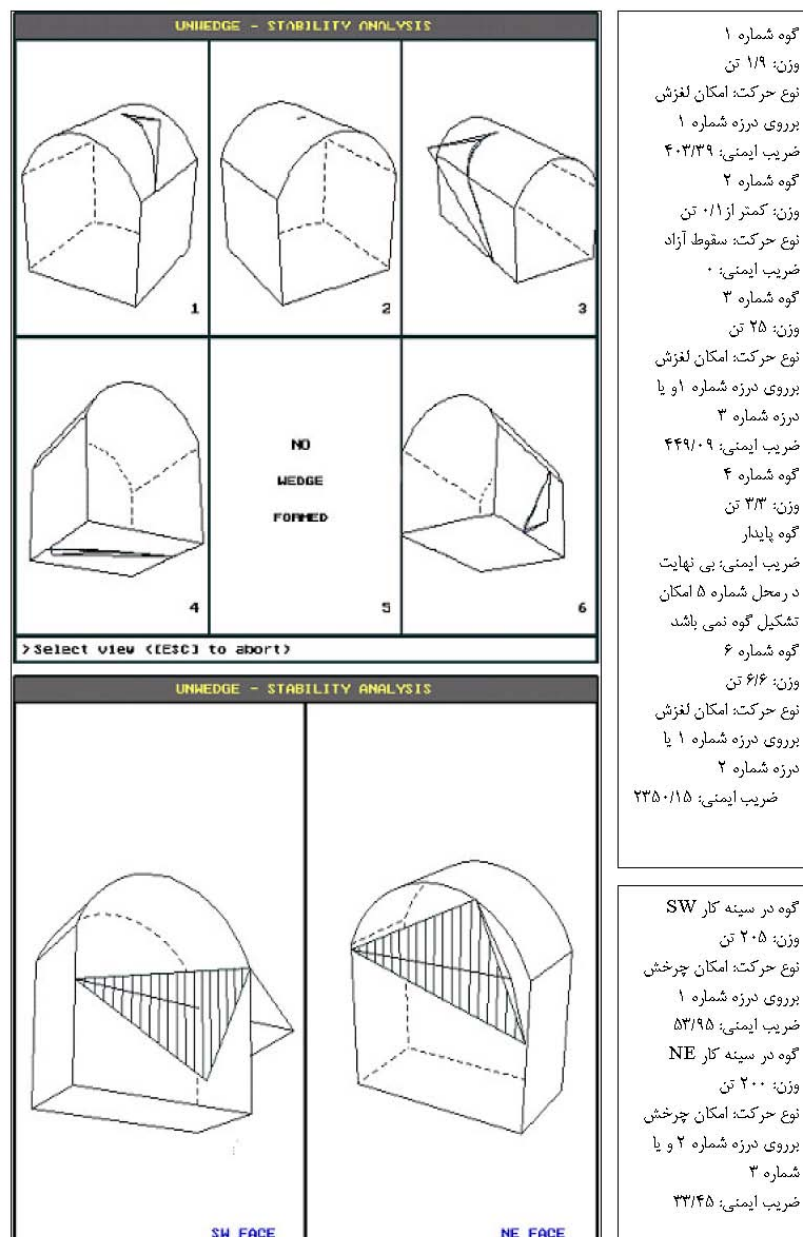 UNWEDGE - STABILITY ANALYSIS
1
2
3
4
NO
WEDGE
FORMED
5
6
>Select view ([ESC] to abort)
گوه شماره ۱
وزن: ۱/۹ تن
نوع حرکت: امکان لغزش
برروی درزه شماره ۱
ضریب ایمنی: ۴۰۳/۳۹
گوه شماره ۲
وزن: کمتر از ۰/۱ تن
نوع حرکت: سقوط آزاد
ضریب ایمنی: ۰
گوه شماره ۳
وزن: ۲۵ تن
نوع حرکت: امکان لغزش
برروی درزه شماره ۱و یا
درزه شماره ۳
ضریب ایمنی: ۴۴۹/۰۹
گوه شماره ۴
وزن: ۳/۳ تن
گوه پایدار
ضریب ایمنی: بی نهایت
د رمحل شماره ۵ امکان
تشکیل گوه نمی باشد
گوه شماره ۶
وزن: ۶/۶ تن
نوع حرکت: امکان لغزش
برروی درزه شماره ۱ یا
درزه شماره ۲
ضریب ایمنی: ۲۳۵۰/۱۵
UNWEDGE - STABILITY ANALYSIS
SW FACE
NE FACE
گوه در سینه کار SW
وزن: ۲۰۵ تن
نوع حرکت: امکان چرخش
برروی درزه شماره ۱
ضریب ایمنی: ۵۳/۹۵
گوه در سینه کار NE
وزن: ۲۰۰ تن
نوع حرکت: امکان چرخش
برروی درزه شماره ۲ و یا
شماره ۳
ضریب ایمنی: ۳۳/۴۵